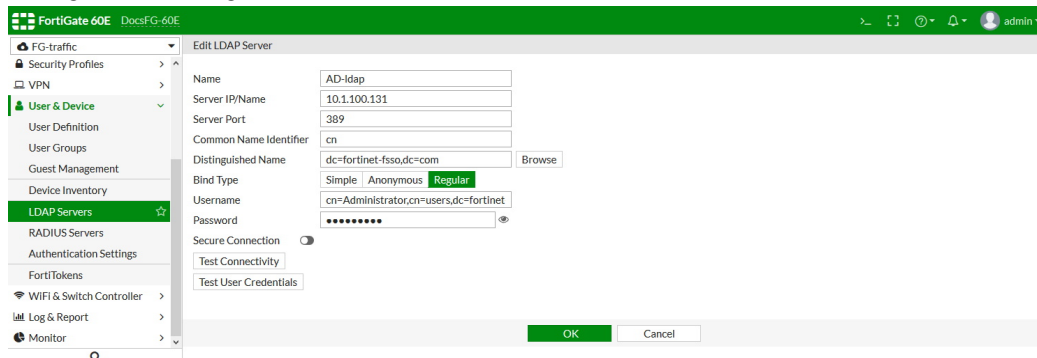 FortiGate 60E DocsFG-60E
>_ admin
FG-traffic
Edit LDAP Server
Security Profiles
VPN
User & Device
User Definition
User Groups
Guest Management
Device Inventory
LDAP Servers
RADIUS Servers
Authentication Settings
FortiTokens
WiFi & Switch Controller
Log & Report
Monitor
Name AD-ldap
Server IP/Name 10.1.100.131
Server Port 389
Common Name Identifier cn
Distinguished Name dc=fortinet-fsso,dc=com Browse
Bind Type Simple Anonymous Regular
Username cn=Administrator,cn=users,dc=fortinet
Password •••••••••
Secure Connection
Test Connectivity
Test User Credentials
OK Cancel